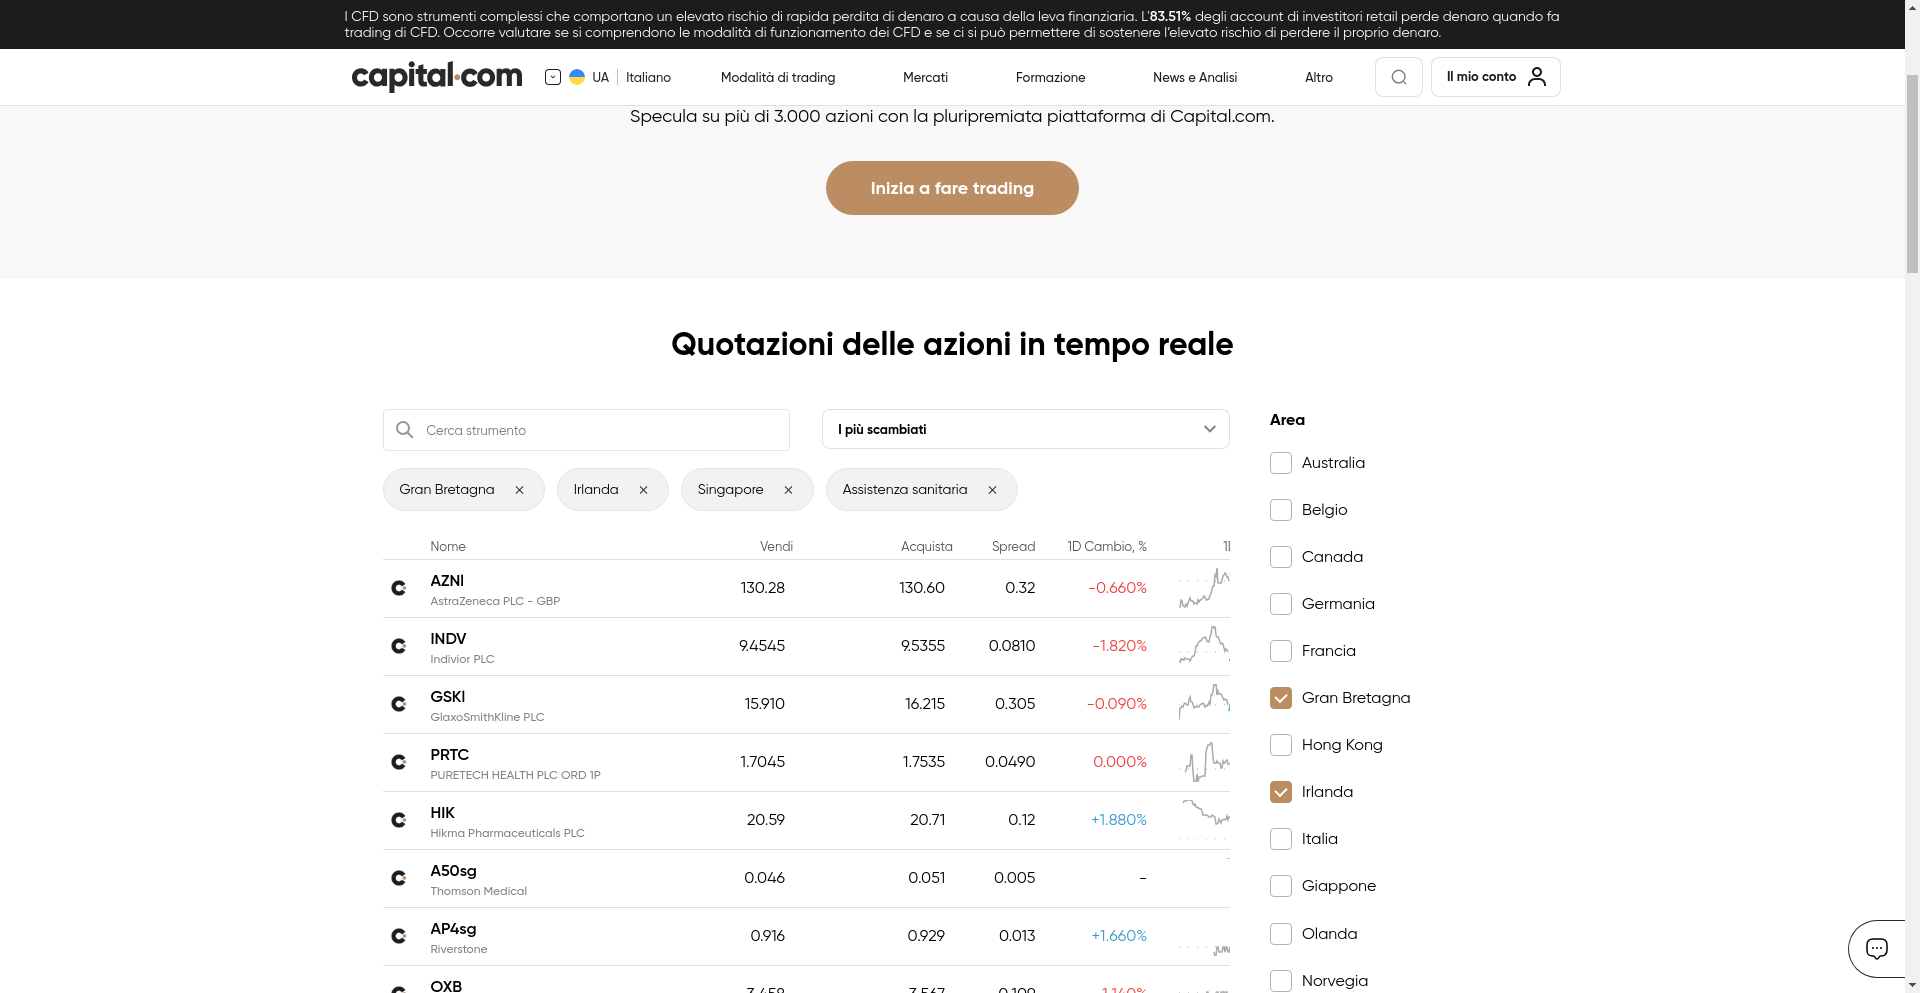 I CFD sono strumenti complessi che comportano un elevato rischio di rapida perdita di denaro a causa della leva finanziaria. L'83.51% degli account di investitori retail perde denaro quando fa
trading di CFD. Occorre valutare se si comprendono le modalità di funzionamento dei CFD e se ci si può permettere di sostenere l'elevato rischio di perdere il proprio denaro.
capital.com UA Italiano Modalità di trading Mercati Formazione News e Analisi Altro Il mio conto
Specula su più di 3.000 azioni con la pluripremiata piattaforma di Capital.com.
Inizia a fare trading
Quotazioni delle azioni in tempo reale
Cerca strumento
I più scambiati
Gran Bretagna
Irlanda
Singapore
Assistenza sanitaria
Nome Vendi Acquista Spread 1D Cambio, %
AZNl 130.28 130.60 0.32 -0.660%
AstraZeneca PLC - GBP
INDV 9.4545 9.5355 0.0810 -1.820%
Indivior PLC
GSKl 15.910 16.215 0.305 -0.090%
GlaxoSmithKline PLC
PRTC 1.7045 1.7535 0.0490 0.000%
PURETECH HEALTH PLC ORD 1P
HIK 20.59 20.71 0.12 +1.880%
Hikma Pharmaceuticals PLC
A50sg 0.046 0.051 0.005 -
Thomson Medical
AP4sg 0.916 0.929 0.013 +1.660%
Riverstone
OXB
Area
Australia
Belgio
Canada
Germania
Francia
Gran Bretagna
Hong Kong
Irlanda
Italia
Giappone
Olanda
Norvegia